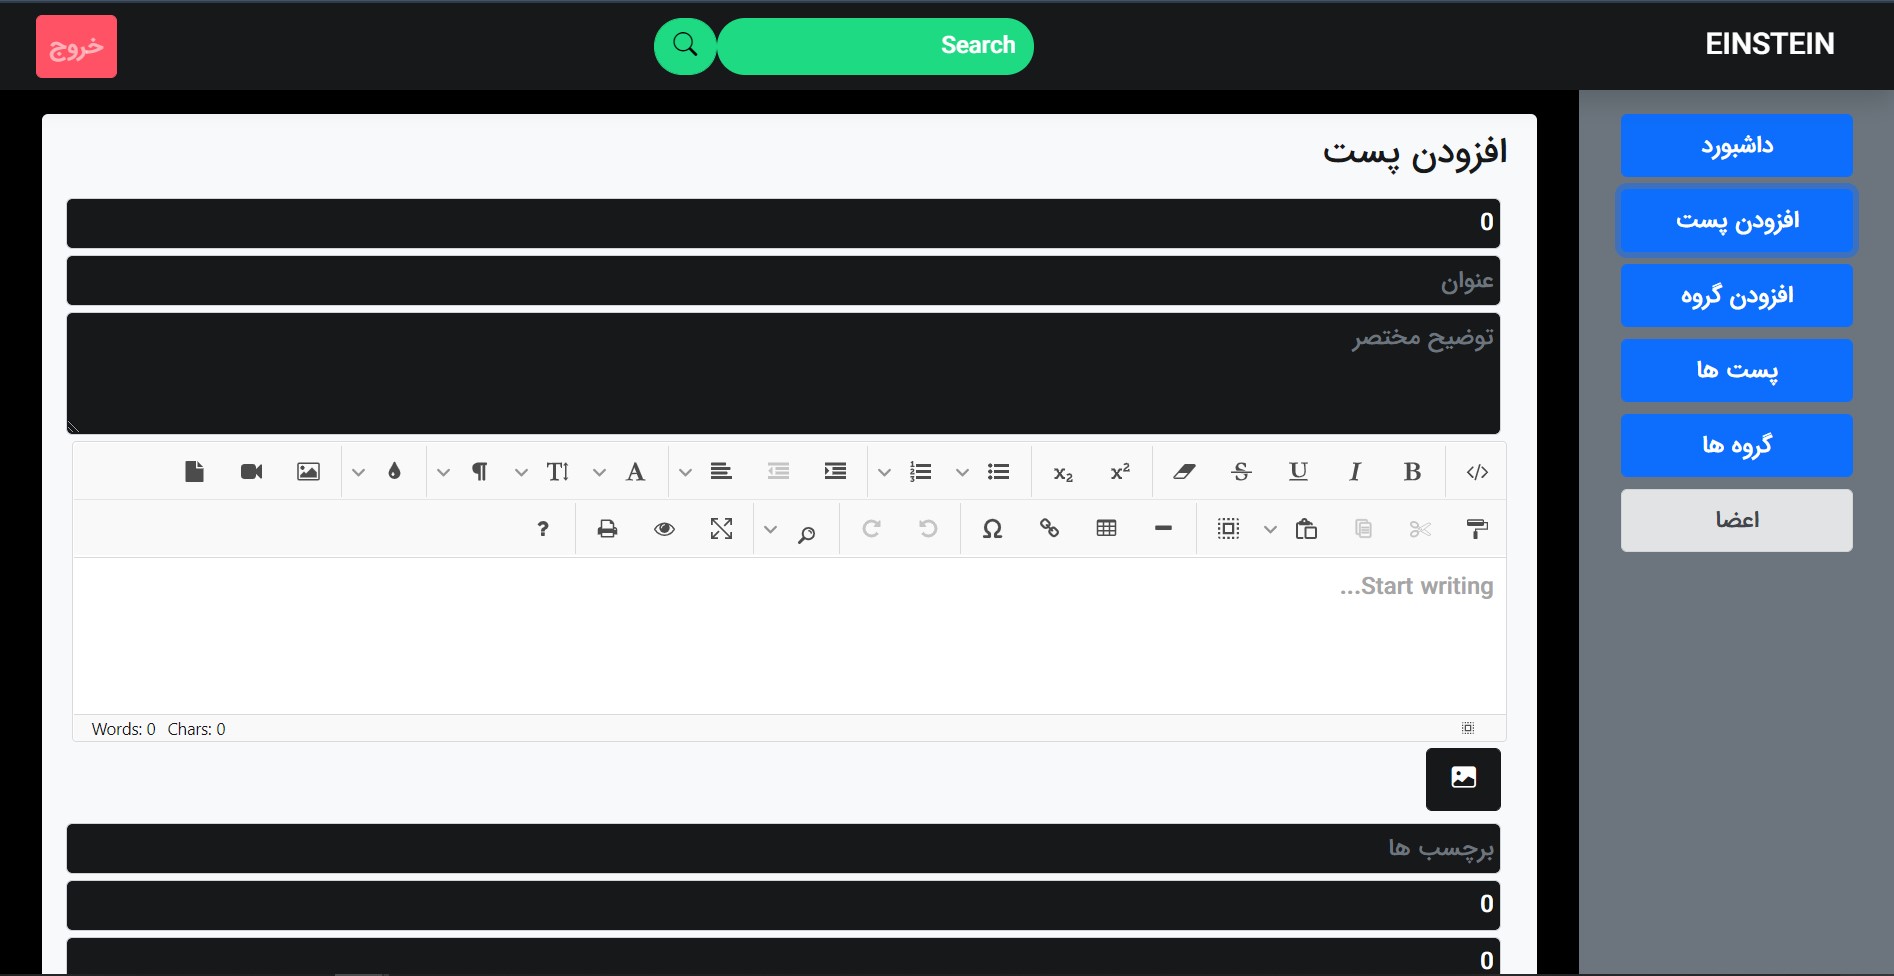 EINSTEIN
Search
خروج
داشبورد
افزودن پست
افزودن گروه
پست ها
گروه ها
اعضا
افزودن پست
0
عنوان
توضیح مختصر
Start writing...
Words: 0 Chars: 0
برچسب ها
0
0